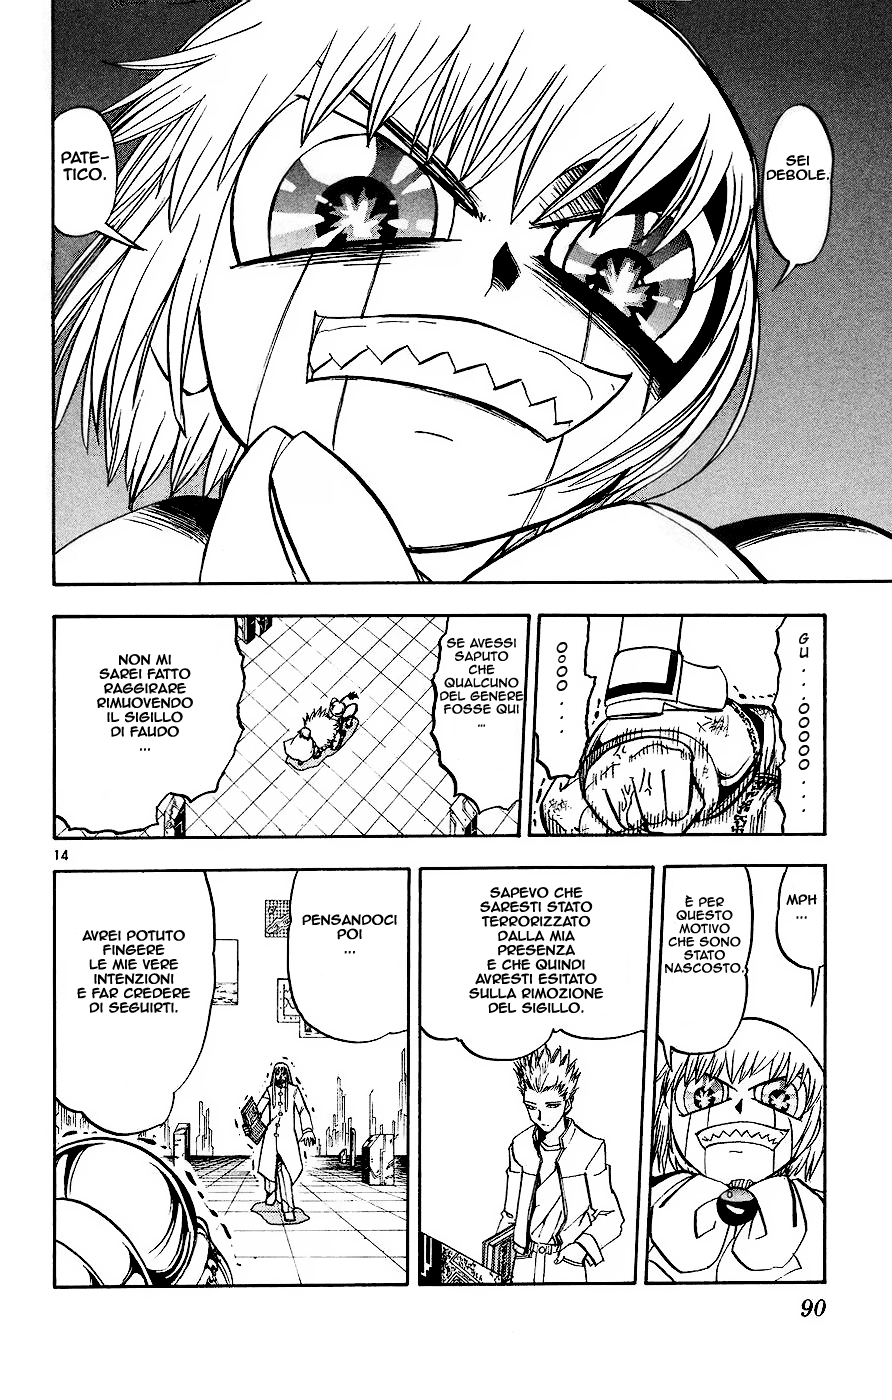 SEI
DEBOLE.
PATE-
TICO.
GU...OOOOO...
OOOO...
SE AVESSI
SAPUTO
CHE
QUALCUNO
DEL GENERE
FOSSE QUI
...
NON MI
SAREI FATTO
RAGGIRARE
RIMUOVENDO
IL SIGILLO
DI FAUDO
...
14
MPH
...
È PER
QUESTO
MOTIVO
CHE SONO
STATO
NASCOSTO.
SAPEVO CHE
SARESTI STATO
TERRORIZZATO
DALLA MIA
PRESENZA
E CHE QUINDI
AVRESTI ESITATO
SULLA RIMOZIONE
DEL SIGILLO.
PENSANDOCI
POI
...
AVREI POTUTO
FINGERE
LE MIE VERE
INTENZIONI
E FAR CREDERE
DI SEGUIRTI.
90